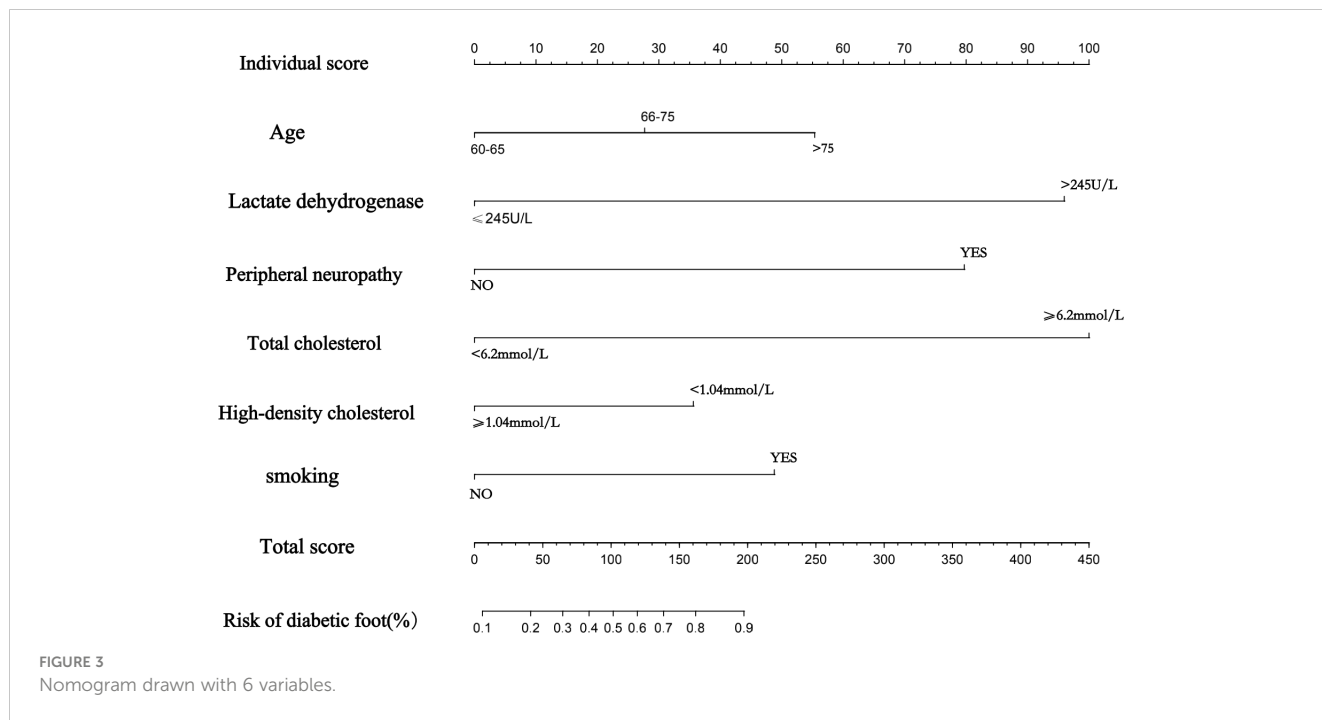 0 10 20 30 40 50 60 70 80 90 100
Individual score
66-75
Age
60-65 >75
>245U/L
Lactate dehydrogenase
⩽245U/L
YES
Peripheral neuropathy
NO
⩾6.2mmol/L
Total cholesterol
<6.2mmol/L
<1.04mmol/L
High-density cholesterol
⩾1.04mmol/L
YES
smoking
NO
Total score
0 50 100 150 200 250 300 350 400 450
Risk of diabetic foot(%)
0.1 0.2 0.3 0.4 0.5 0.6 0.7 0.8 0.9
FIGURE 3
Nomogram drawn with 6 variables.